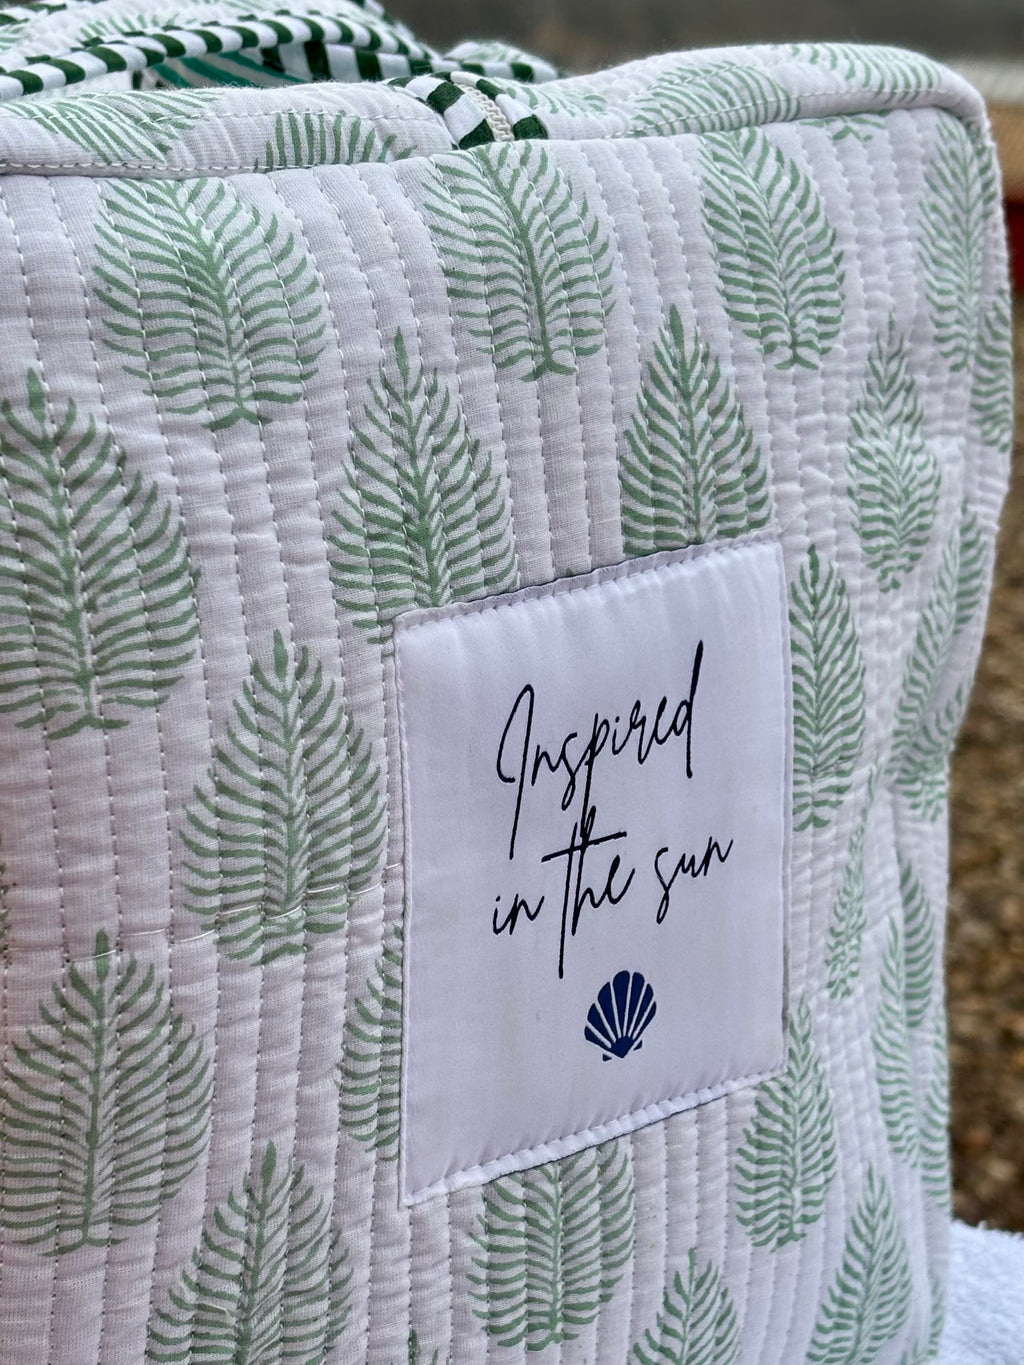 Inspired
in the sun